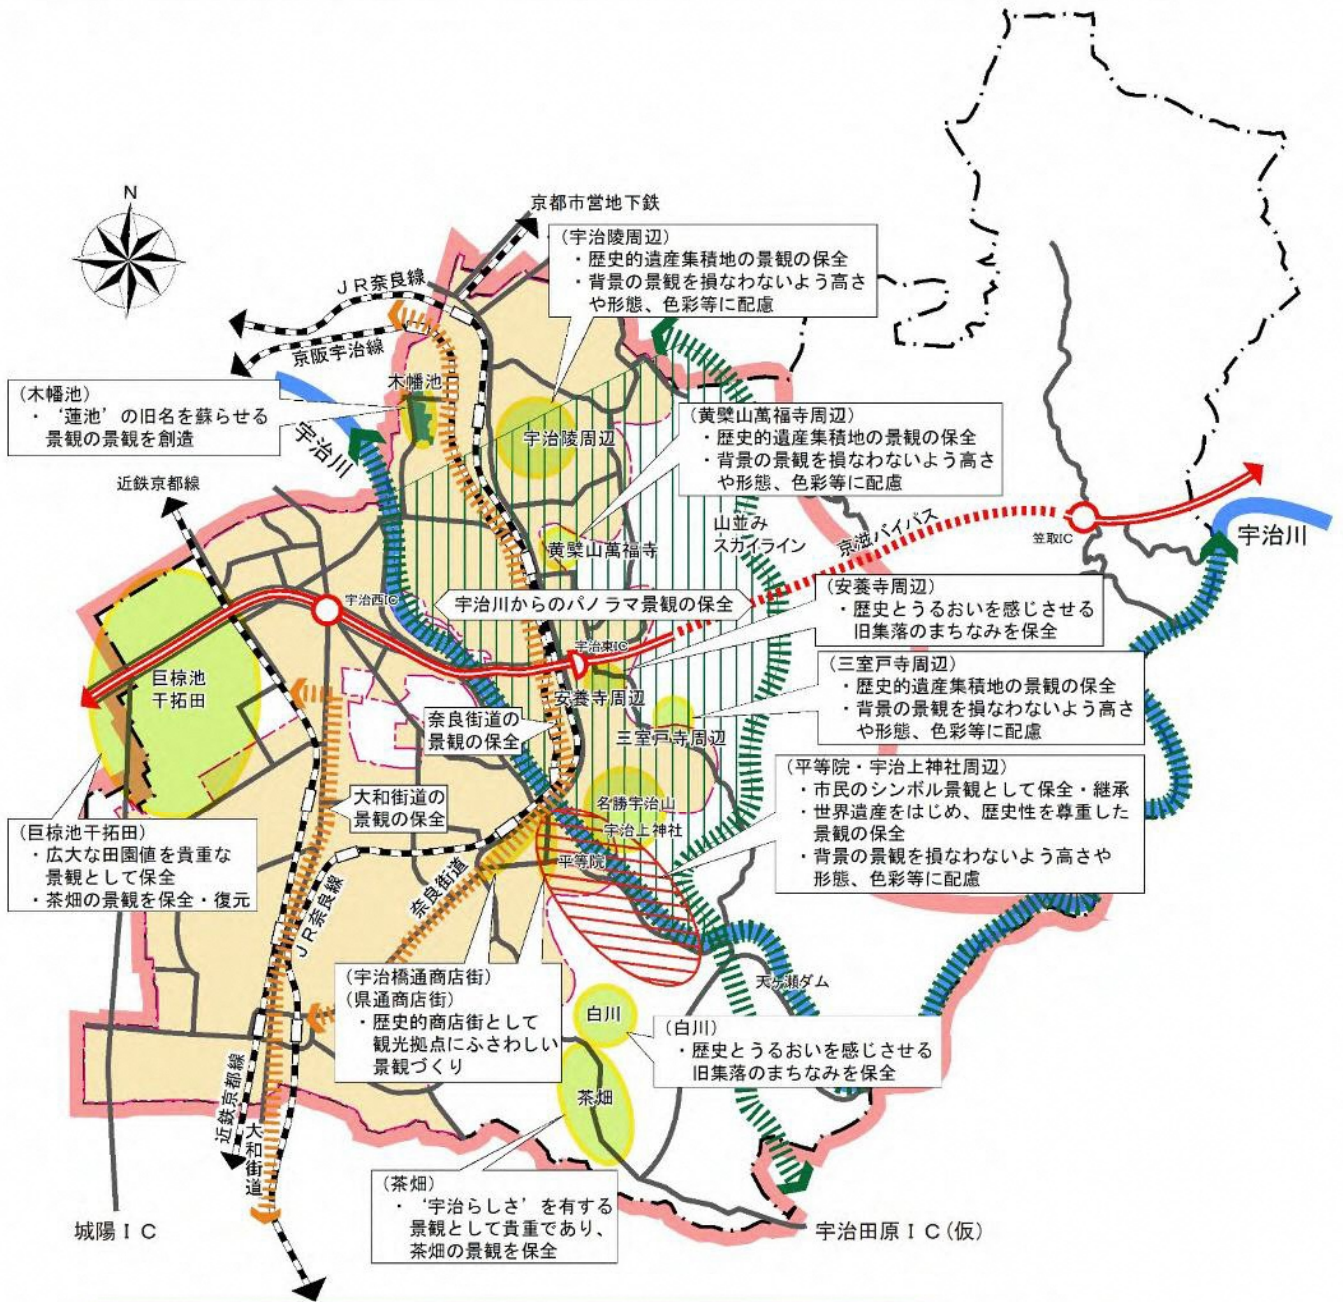 N
京都市営地下鉄
(宇治陵周辺)
・歴史的遺産集積地の景観の保全
・背景の景観を損なわないよう高さ
や形態、色彩等に配慮
JR奈良線
京阪宇治線
木幡池
(木幡池)
・‘蓮池’の旧名を蘇らせる
景観の景観を創造
宇治川
宇治陵周辺
(黄檗山萬福寺周辺)
・歴史的遺産集積地の景観の保全
・背景の景観を損なわないよう高さ
や形態、色彩等に配慮
近鉄京都線
黄檗山萬福寺
山並み
スカイライン
京滋バイパス
笠取IC
宇治川
宇治西IC
宇治川からのパノラマ景観の保全
(安養寺周辺)
・歴史とうるおいを感じさせる
旧集落のまちなみを保全
宇治東IC
巨椋池
干拓田
安養寺周辺
(三室戸寺周辺)
・歴史的遺産集積地の景観の保全
・背景の景観を損なわないよう高さ
や形態、色彩等に配慮
奈良街道の
景観の保全
三室戸寺周辺
(平等院・宇治上神社周辺)
・市民のシンボル景観として保全・継承
・世界遺産をはじめ、歴史性を尊重した
景観の保全
・背景の景観を損なわないよう高さや
形態、色彩等に配慮
大和街道の
景観の保全
名勝宇治山
宇治上神社
平等院
(巨椋池干拓田)
・広大な田園値を貴重な
景観として保全
・茶畑の景観を保全・復元
JR奈良線
奈良街道
(宇治橋通商店街)
(県通商店街)
・歴史的商店街として
観光拠点にふさわしい
景観づくり
天ヶ瀬ダム
白川
(白川)
・歴史とうるおいを感じさせる
旧集落のまちなみを保全
茶畑
近鉄京都線
大和街道
(茶畑)
・‘宇治らしさ’を有する
景観として貴重であり、
茶畑の景観を保全
城陽IC
宇治田原IC(仮)